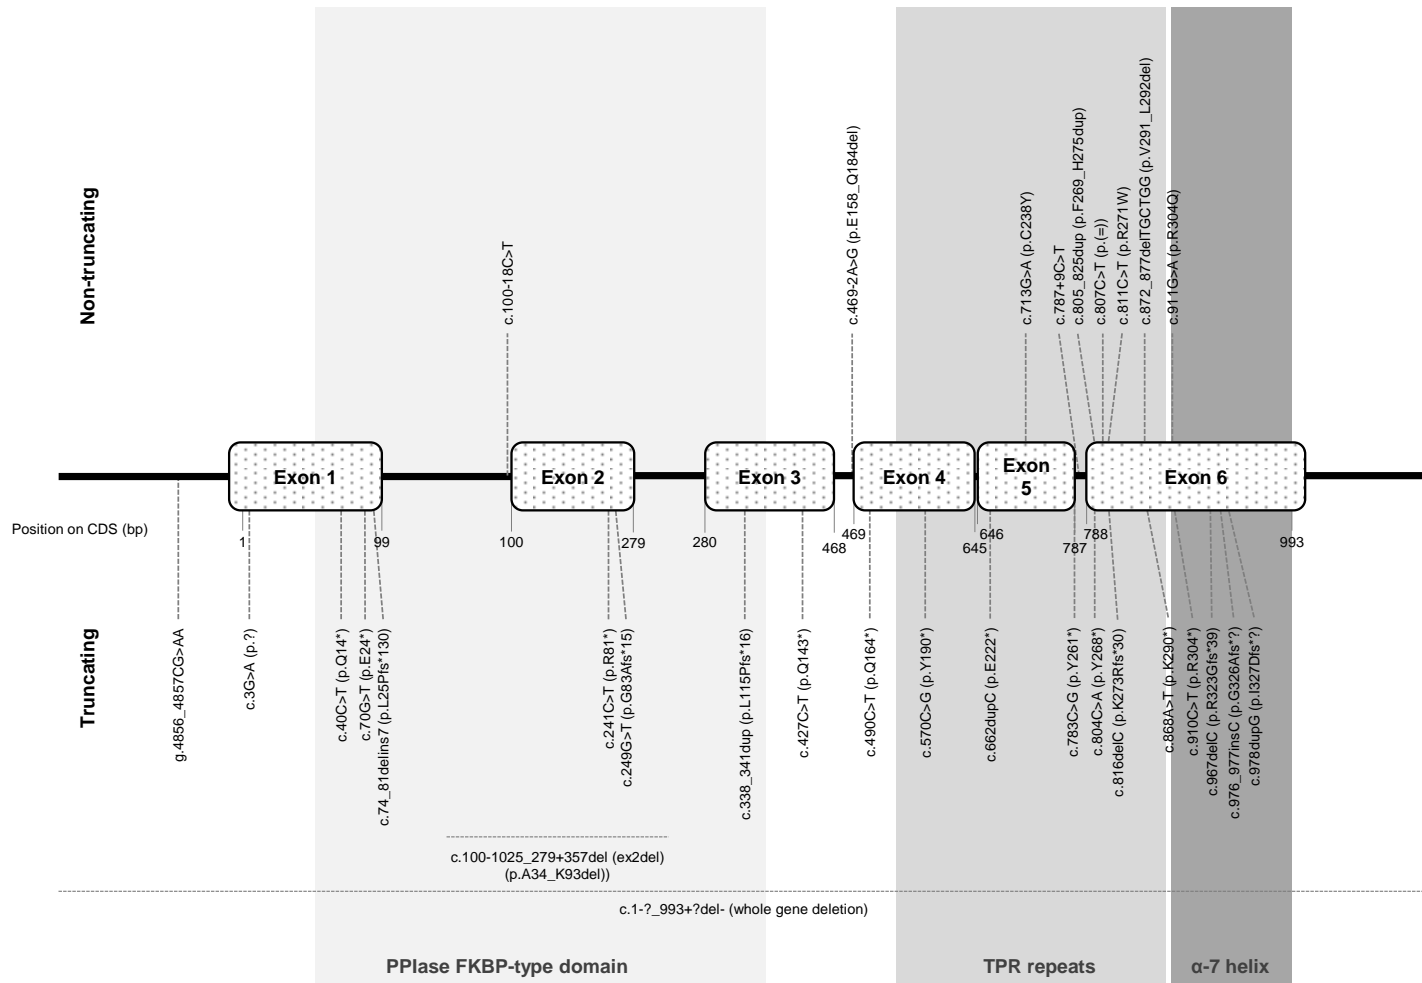 Non-truncating
c.100-18C>T
c.469-2A>G (p.E158_Q184del)
c.713G>A (p.C238Y)
c.787+9C>T
c.805_825dup (p.F269_H275dup)
c.807C>T (p.(=))
c.811C>T (p.R271W)
c.872_877delTGCTGG (p.V291_L292del)
c.911G>A (p.R304Q)
Exon 1
Exon 2
Exon 3
Exon 4
Exon
5
Exon 6
Position on CDS (bp)
1
99
100
279
280
468
469
645
646
787
788
993
Truncating
g.4856_4857CG>AA
c.3G>A (p.?)
c.40C>T (p.Q14*)
c.70G>T (p.E24*)
c.74_81delins7 (p.L25Pfs*130)
c.241C>T (p.R81*)
c.249G>T (p.G83Afs*15)
c.338_341dup (p.L115Pfs*16)
c.427C>T (p.Q143*)
c.490C>T (p.Q164*)
c.570C>G (p.Y190*)
c.662dupC (p.E222*)
c.783C>G (p.Y261*)
c.804C>A (p.Y268*)
c.816delC (p.K273Rfs*30)
c.868A>T (p.K290*)
c.910C>T (p.R304*)
c.967delC (p.R323Gfs*39)
c.976_977insC (p.G326Afs*?)
c.978dupG (p.I327Dfs*?)
c.100-1025_279+357del (ex2del)
(p.A34_K93del))
c.1-?_993+?del- (whole gene deletion)
PPIase FKBP-type domain
TPR repeats
α-7 helix